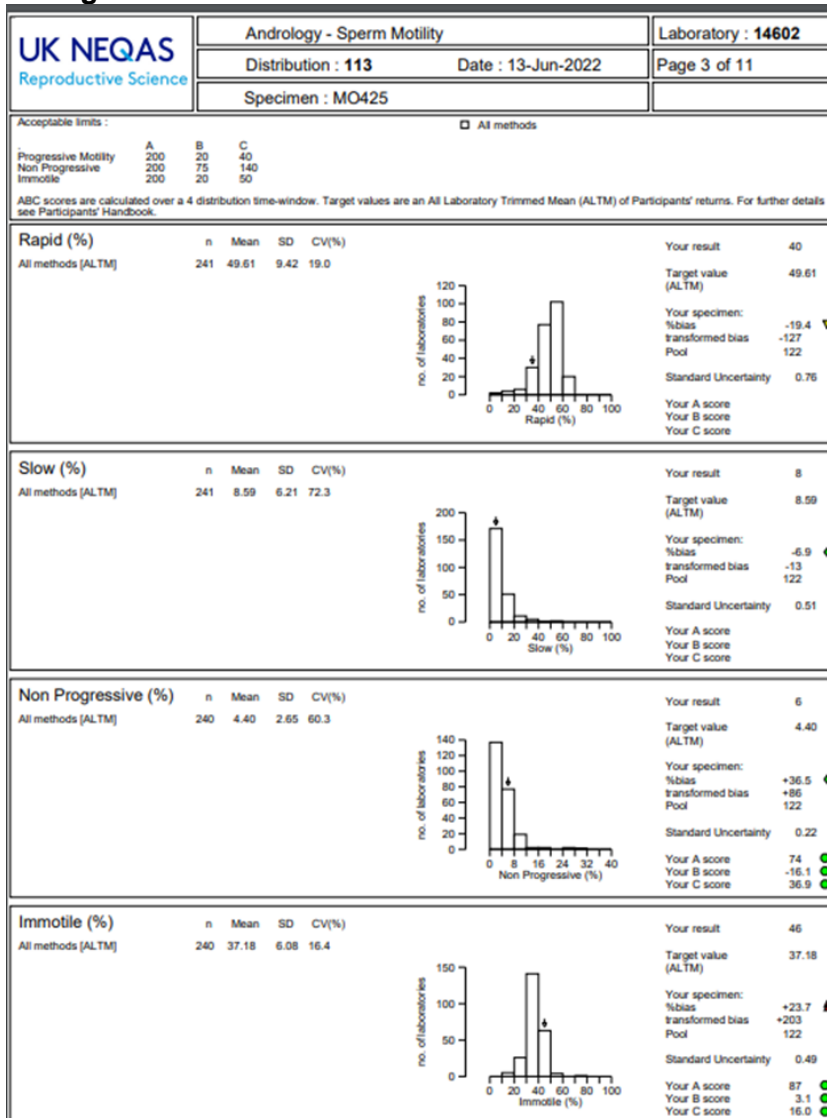 UK NEQAS
Reproductive Science
Andrology - Sperm Motility
Laboratory : 14602
Distribution : 113 Date : 13-Jun-2022
Page 3 of 11
Specimen : MO425
Acceptable limits :
All methods
. A B C
Progressive Motility 200 20 40
Non Progressive 200 75 140
Immotile 200 20 50
ABC scores are calculated over a 4 distribution time-window. Target values are an All Laboratory Trimmed Mean (ALTM) of Participants' returns. For further details
see Participants' Handbook.
Rapid (%) n Mean SD CV(%)
All methods [ALTM] 241 49.61 9.42 19.0
no. of laboratories
120
100
80
60
40
20
0
0 20 40 60 80 100
Rapid (%)
Your result 40
Target value 49.61
(ALTM)
Your specimen:
%bias -19.4
transformed bias -127
Pool 122
Standard Uncertainty 0.76
Your A score
Your B score
Your C score
Slow (%) n Mean SD CV(%)
All methods [ALTM] 241 8.59 6.21 72.3
no. of laboratories
200
150
100
50
0
0 20 40 60 80 100
Slow (%)
Your result 8
Target value 8.59
(ALTM)
Your specimen:
%bias -6.9
transformed bias -13
Pool 122
Standard Uncertainty 0.51
Your A score
Your B score
Your C score
Non Progressive (%) n Mean SD CV(%)
All methods [ALTM] 240 4.40 2.65 60.3
no. of laboratories
140
120
100
80
60
40
20
0
0 8 16 24 32 40
Non Progressive (%)
Your result 6
Target value 4.40
(ALTM)
Your specimen:
%bias +36.5
transformed bias +86
Pool 122
Standard Uncertainty 0.22
Your A score 74
Your B score -16.1
Your C score 36.9
Immotile (%) n Mean SD CV(%)
All methods [ALTM] 240 37.18 6.08 16.4
no. of laboratories
150
100
50
0
0 20 40 60 80 100
Immotile (%)
Your result 46
Target value 37.18
(ALTM)
Your specimen:
%bias +23.7
transformed bias +203
Pool 122
Standard Uncertainty 0.49
Your A score 87
Your B score 3.1
Your C score 16.0